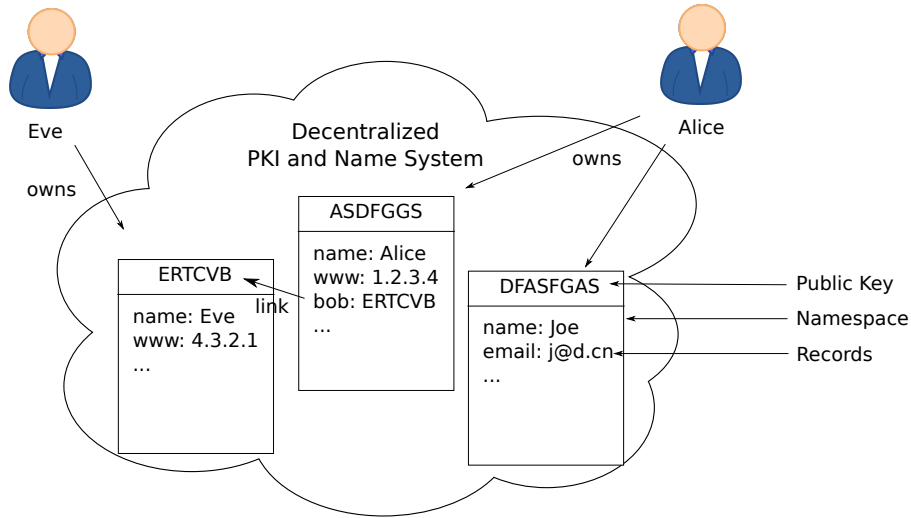 Eve
Alice
owns
owns
Decentralized
PKI and Name System
ERTCVB
name: Eve
www: 4.3.2.1
...
link
ASDFGGS
name: Alice
www: 1.2.3.4
bob: ERTCVB
...
DFASFGAS
name: Joe
email: j@d.cn
...
Public Key
Namespace
Records